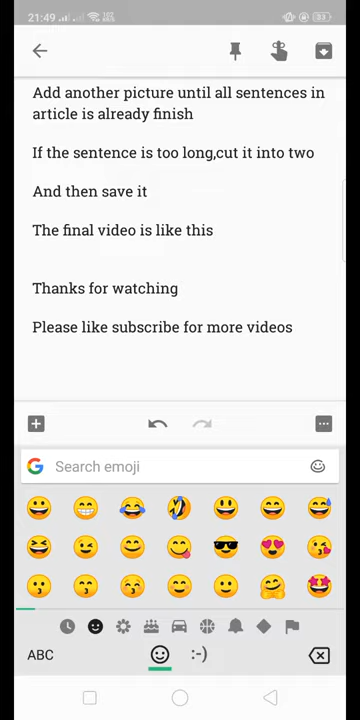 21:49
33
Add another picture until all sentences in
article is already finish
If the sentence is too long,cut it into two
And then save it
The final video is like this
Thanks for watching
Please like subscribe for more videos
G Search emoji
ABC
:-)